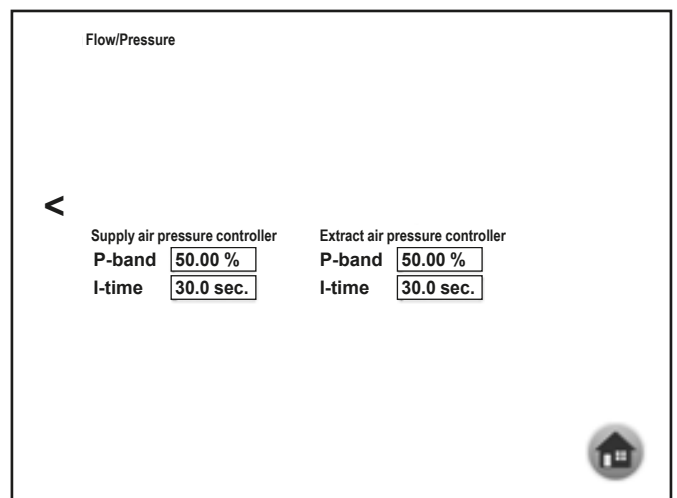 Flow/Pressure
<
Supply air pressure controller Extract air pressure controller
P-band 50.00 % P-band 50.00 %
I-time 30.0 sec. I-time 30.0 sec.